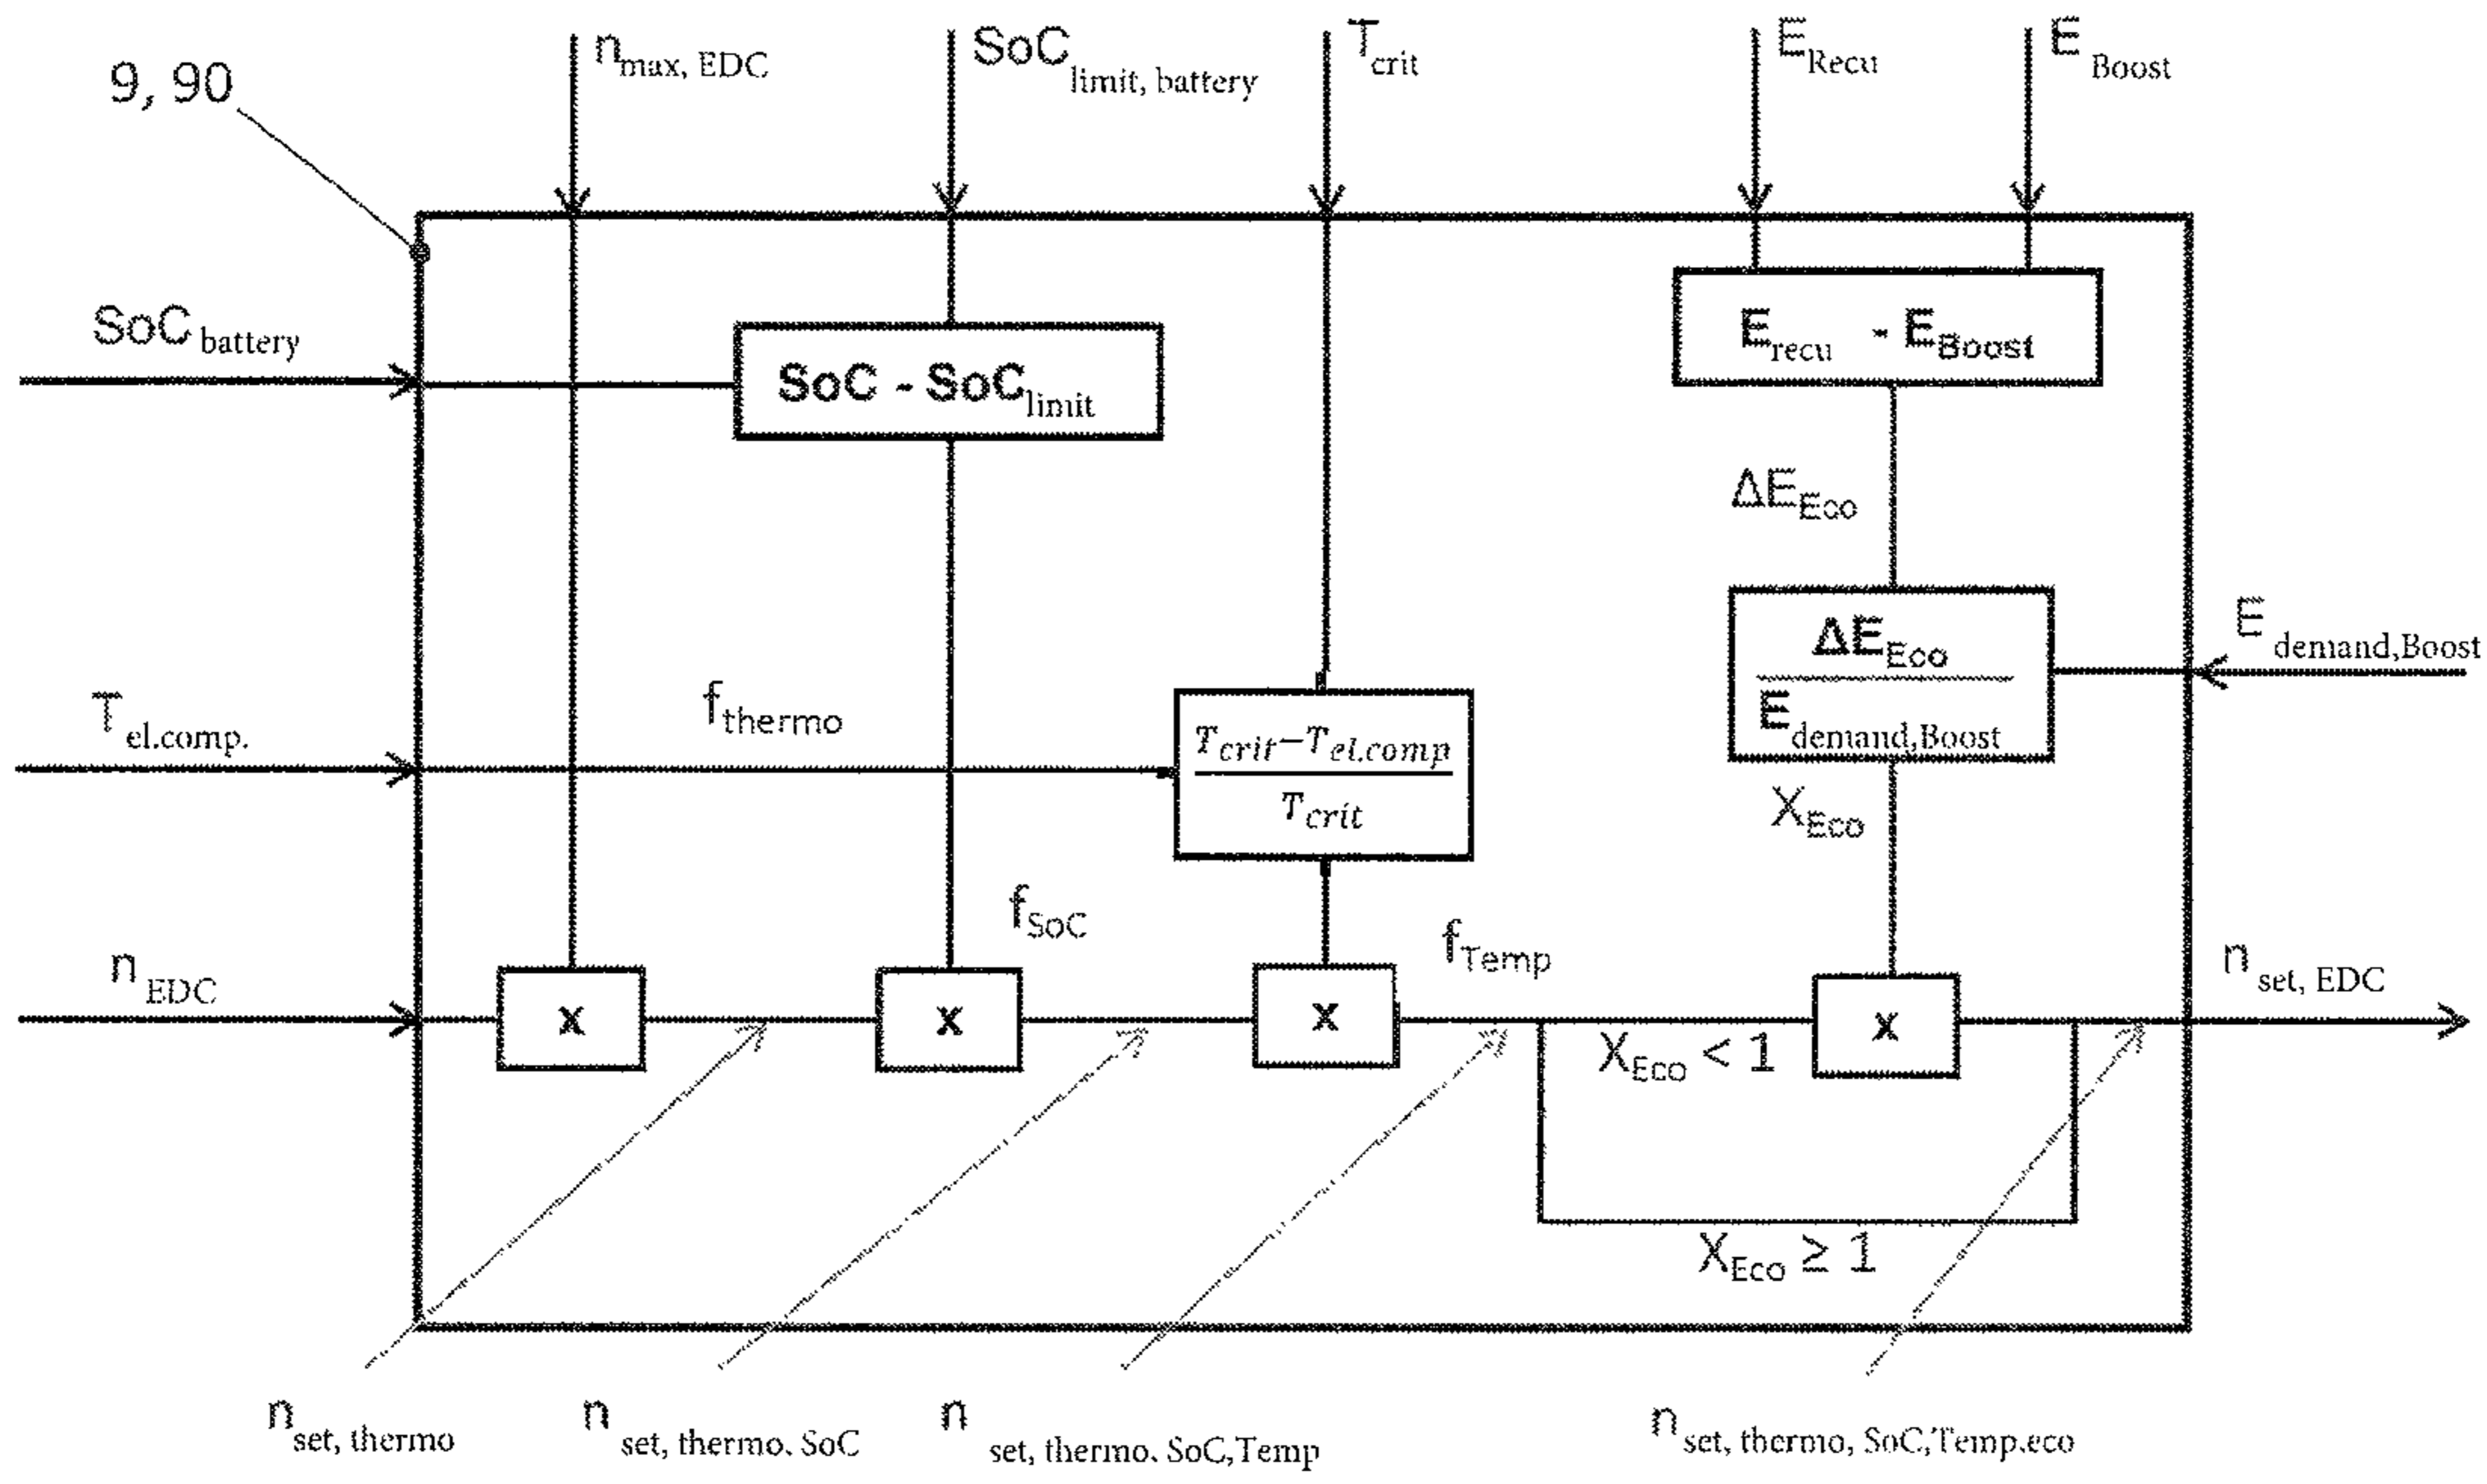 9, 90
n max, EDC
SoC limit, battery
T crit
E Recu
E Boost
SoC battery
SoC - SoC limit
E recu - E Boost
ΔE Eco
ΔE Eco
E demand,Boost
E demand,Boost
T el.comp.
f thermo
T crit – T el.comp
T crit
X Eco
f SoC
f Temp
n EDC
x
x
x
x
n set, EDC
X Eco < 1
X Eco ≥ 1
n set, thermo
n set, thermo. SoC
n set, thermo. SoC,Temp
n set, thermo, SoC,Temp.eco